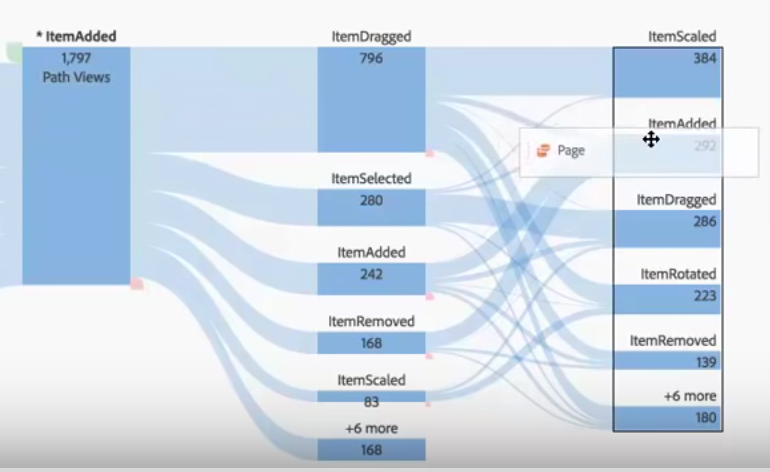 * ItemAdded
1,797
Path Views
ItemDragged
796
ItemSelected
280
ItemAdded
242
ItemRemoved
168
ItemScaled
83
+6 more
168
ItemScaled
384
ItemAdded
292
Page
ItemDragged
286
ItemRotated
223
ItemRemoved
139
+6 more
180